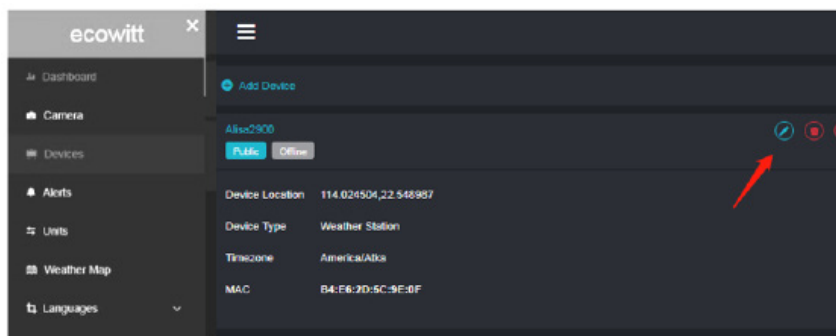 ecowitt
Dashboard
Camera
Devices
Alerts
Units
Weather Map
Languages
Add Device
Alisa2900
Public Offline
Device Location 114.024504,22.548987
Device Type Weather Station
Timezone America/Atka
MAC B4:E6:2D:5C:9E:0F